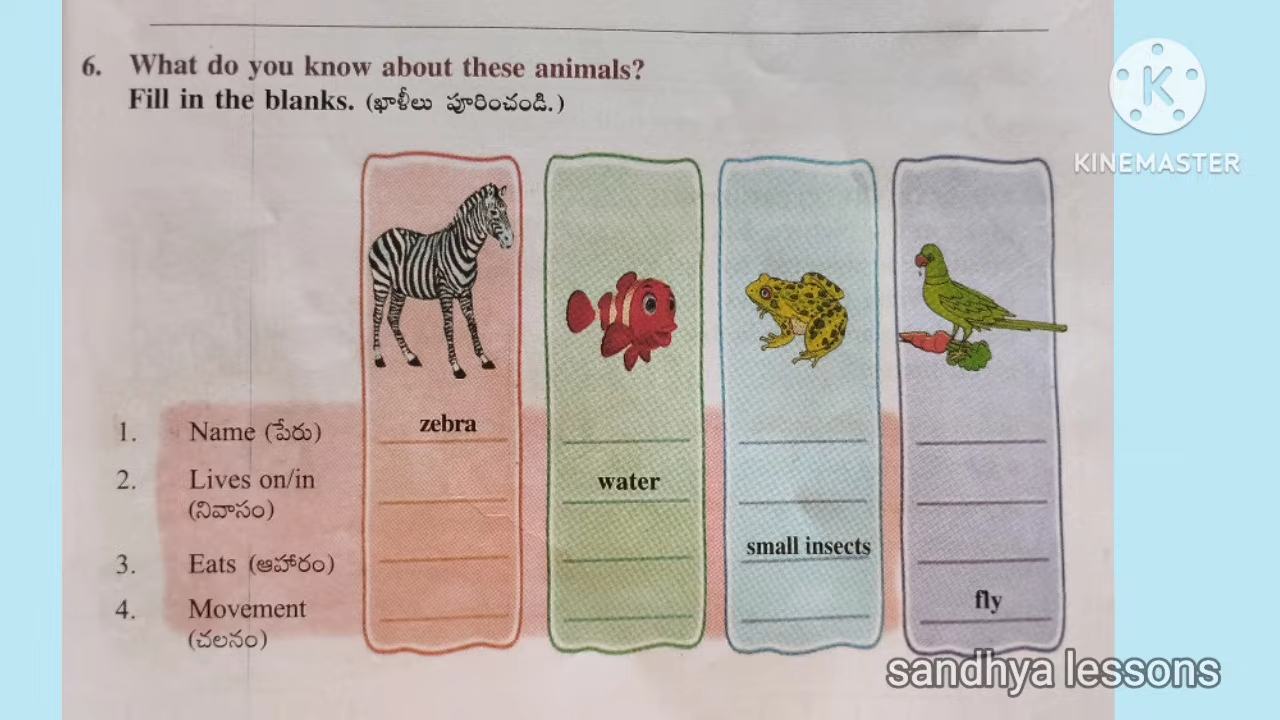 6. What do you know about these animals?
Fill in the blanks. (ఖాళీలు పూరించండి.)
K
KINEMASTER
1. Name (పేరు) zebra
2. Lives on/in water
(నివాసం)
3. Eats (ఆహారం) small insects
4. Movement fly
(చలనం)
sandhya lessons